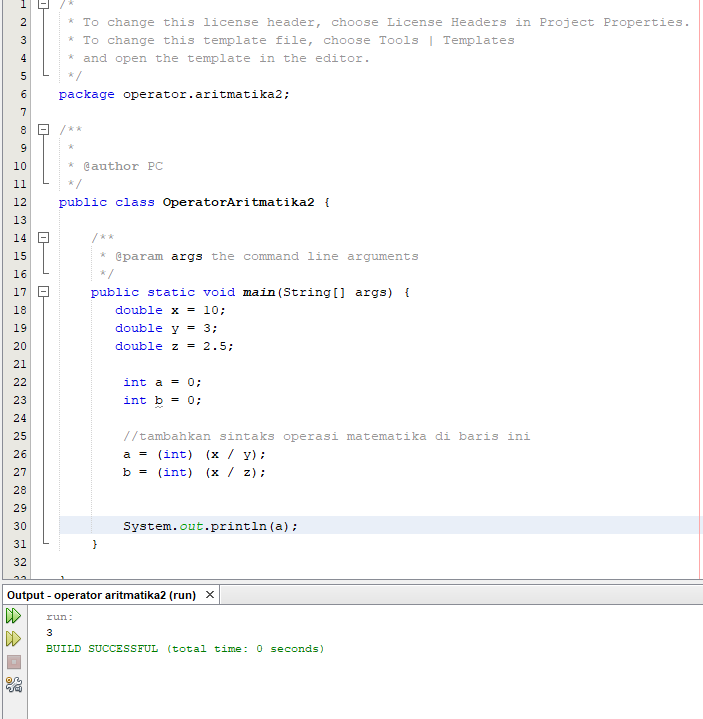 1 /*
2 * To change this license header, choose License Headers in Project Properties.
3 * To change this template file, choose Tools | Templates
4 * and open the template in the editor.
5 */
6 package operator.aritmatika2;
7
8 /**
9 *
10 * @author PC
11 */
12 public class OperatorAritmatika2 {
13
14 /**
15 * @param args the command line arguments
16 */
17 public static void main(String[] args) {
18 double x = 10;
19 double y = 3;
20 double z = 2.5;
21
22 int a = 0;
23 int b = 0;
24
25 //tambahkan sintaks operasi matematika di baris ini
26 a = (int) (x / y);
27 b = (int) (x / z);
28
29
30 System.out.println(a);
31 }
32
33 }
Output - operator aritmatika2 (run) ×
run:
3
BUILD SUCCESSFUL (total time: 0 seconds)